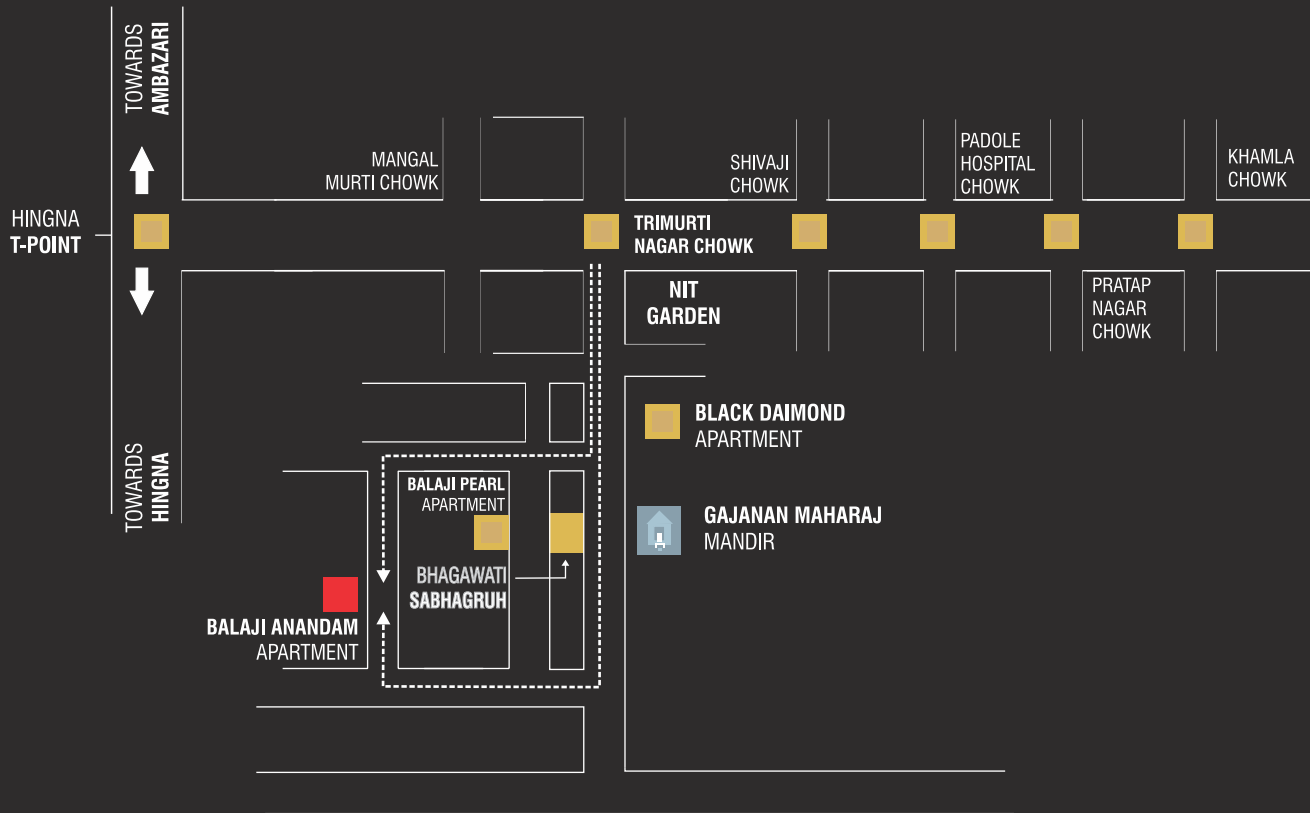 TOWARDS
AMBAZARI
MANGAL
MURTI CHOWK
SHIVAJI
CHOWK
PADOLE
HOSPITAL
CHOWK
KHAMLA
CHOWK
HINGNA
T-POINT
TRIMURTI
NAGAR CHOWK
NIT
GARDEN
PRATAP
NAGAR
CHOWK
BLACK DAIMOND
APARTMENT
TOWARDS
HINGNA
BALAJI PEARL
APARTMENT
GAJANAN MAHARAJ
MANDIR
BHAGAWATI
SABHAGRUH
BALAJI ANANDAM
APARTMENT